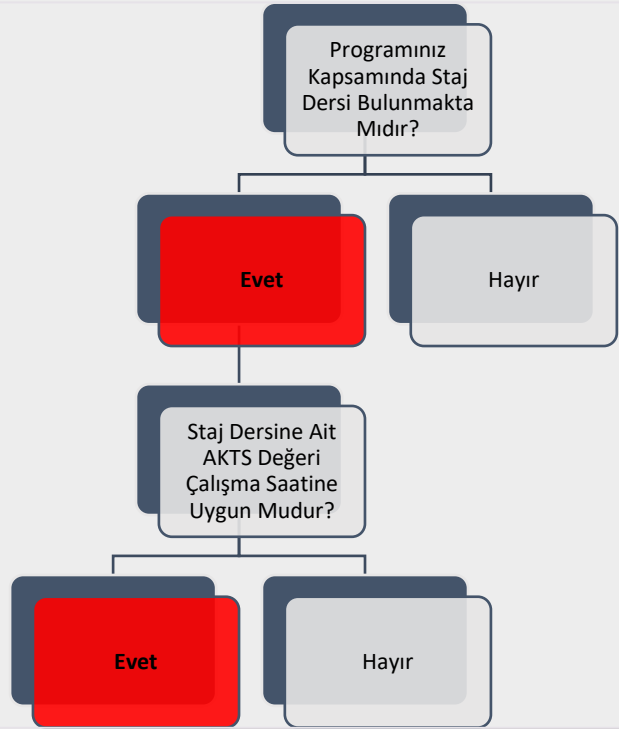 Programınız
Kapsamında Staj
Dersi Bulunmakta
Mıdır?
Evet
Hayır
Staj Dersine Ait
AKTS Değeri
Çalışma Saatine
Uygun Mudur?
Evet
Hayır